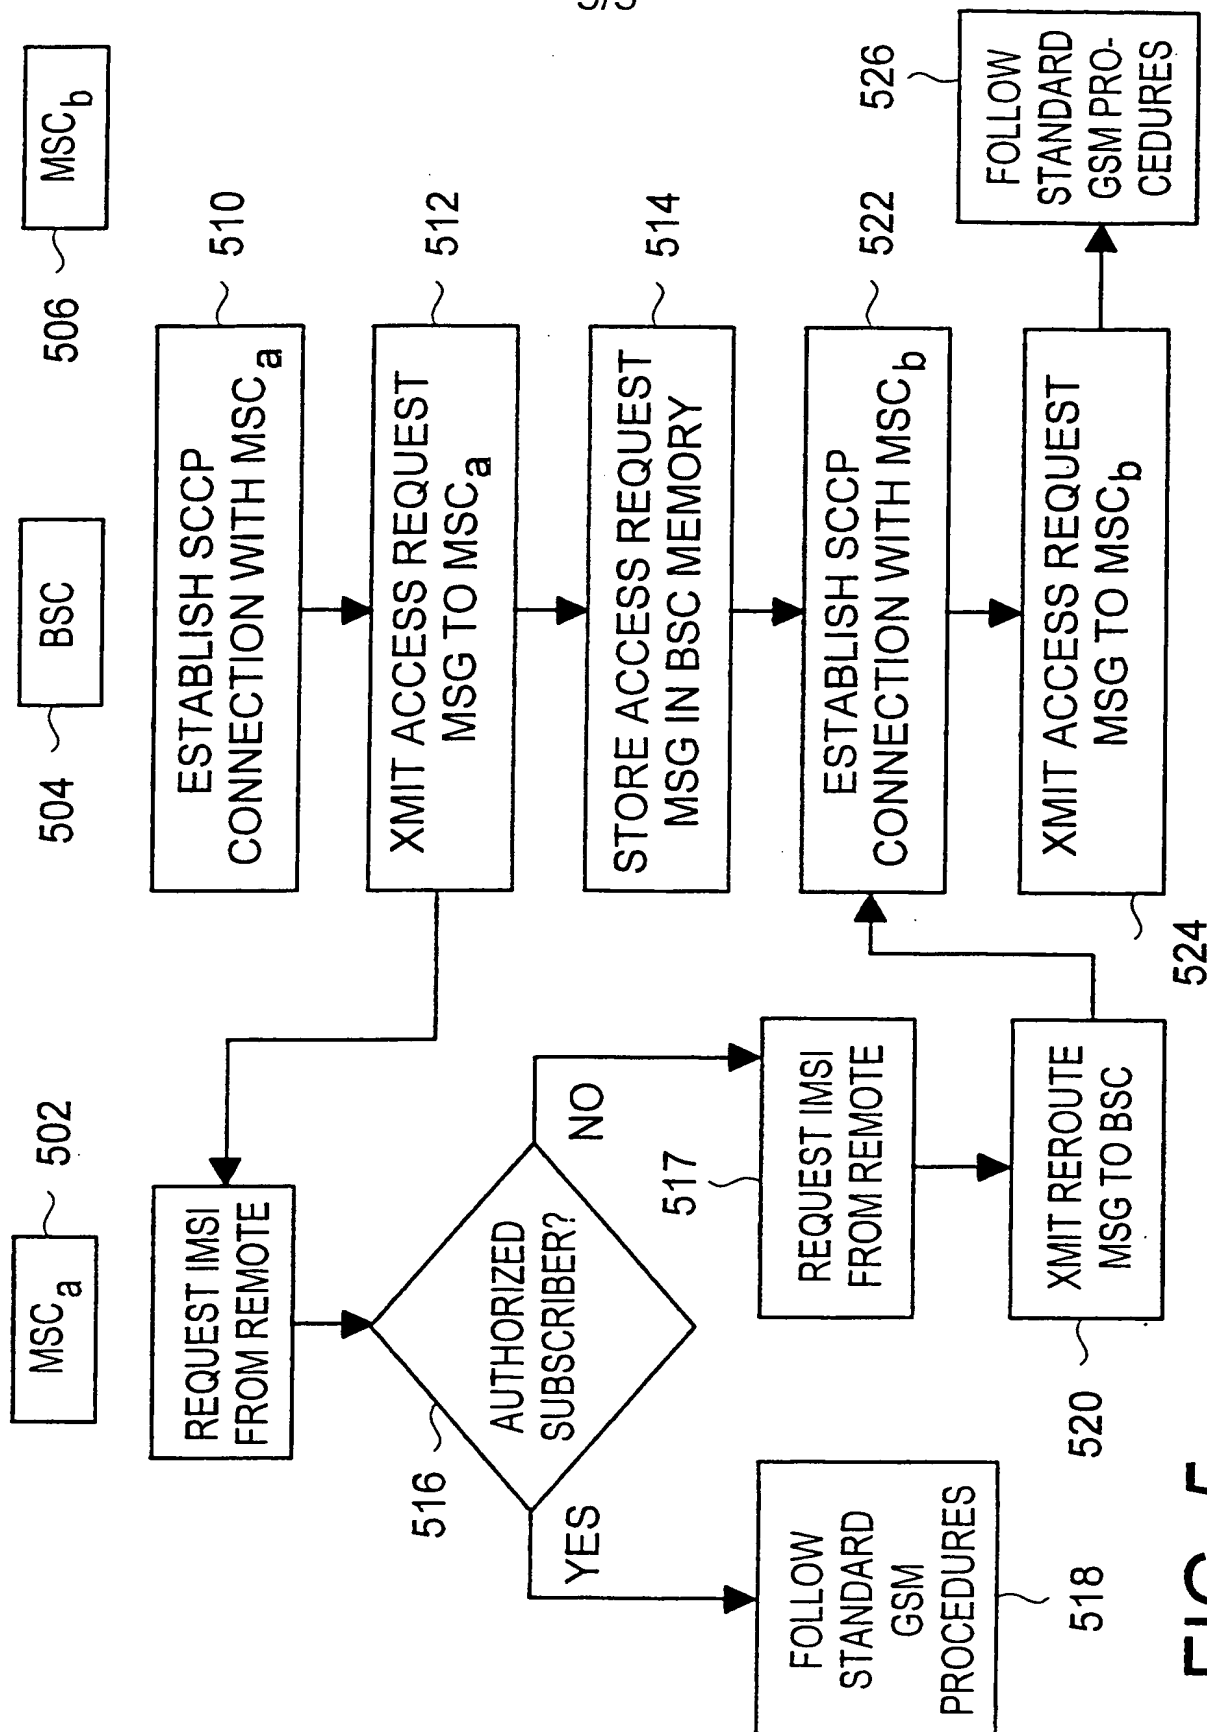 5/5
MSCa
502
BSC
504
MSCb
506
ESTABLISH SCCP
CONNECTION WITH MSCa
510
XMIT ACCESS REQUEST
MSG TO MSCa
512
STORE ACCESS REQUEST
MSG IN BSC MEMORY
514
REQUEST IMSI
FROM REMOTE
AUTHORIZED
SUBSCRIBER?
516
YES
NO
FOLLOW
STANDARD
GSM
PROCEDURES
518
517
REQUEST IMSI
FROM REMOTE
XMIT REROUTE
MSG TO BSC
520
ESTABLISH SCCP
CONNECTION WITH MSCb
522
XMIT ACCESS REQUEST
MSG TO MSCb
524
FOLLOW
STANDARD
GSM PRO-
CEDURES
526